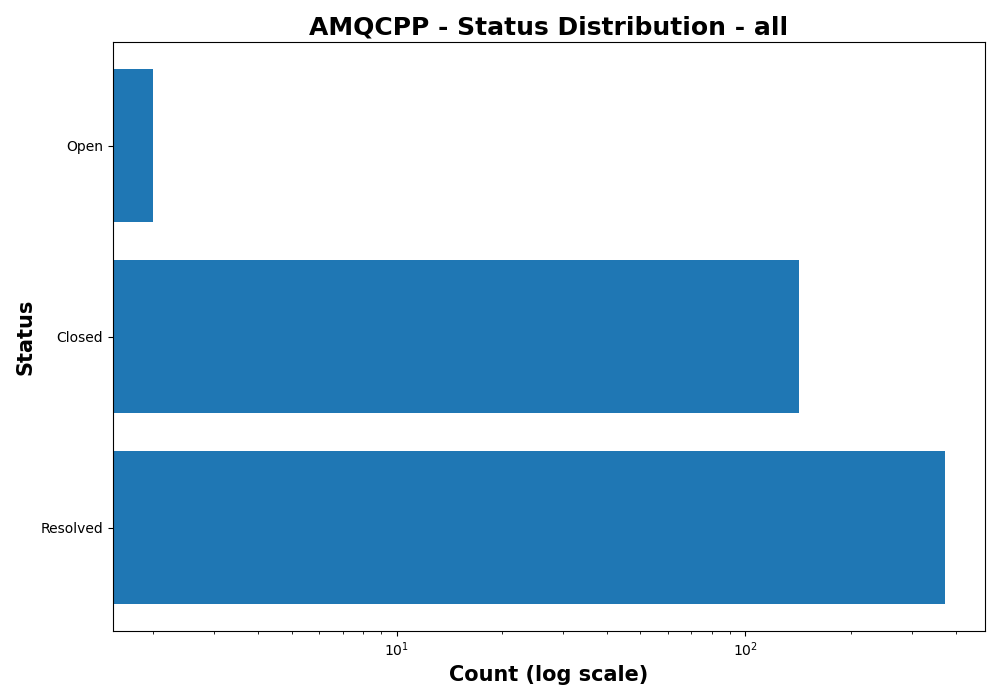 AMQCPP - Status Distribution - all
Status
Open
Closed
Resolved
10¹
10²
Count (log scale)